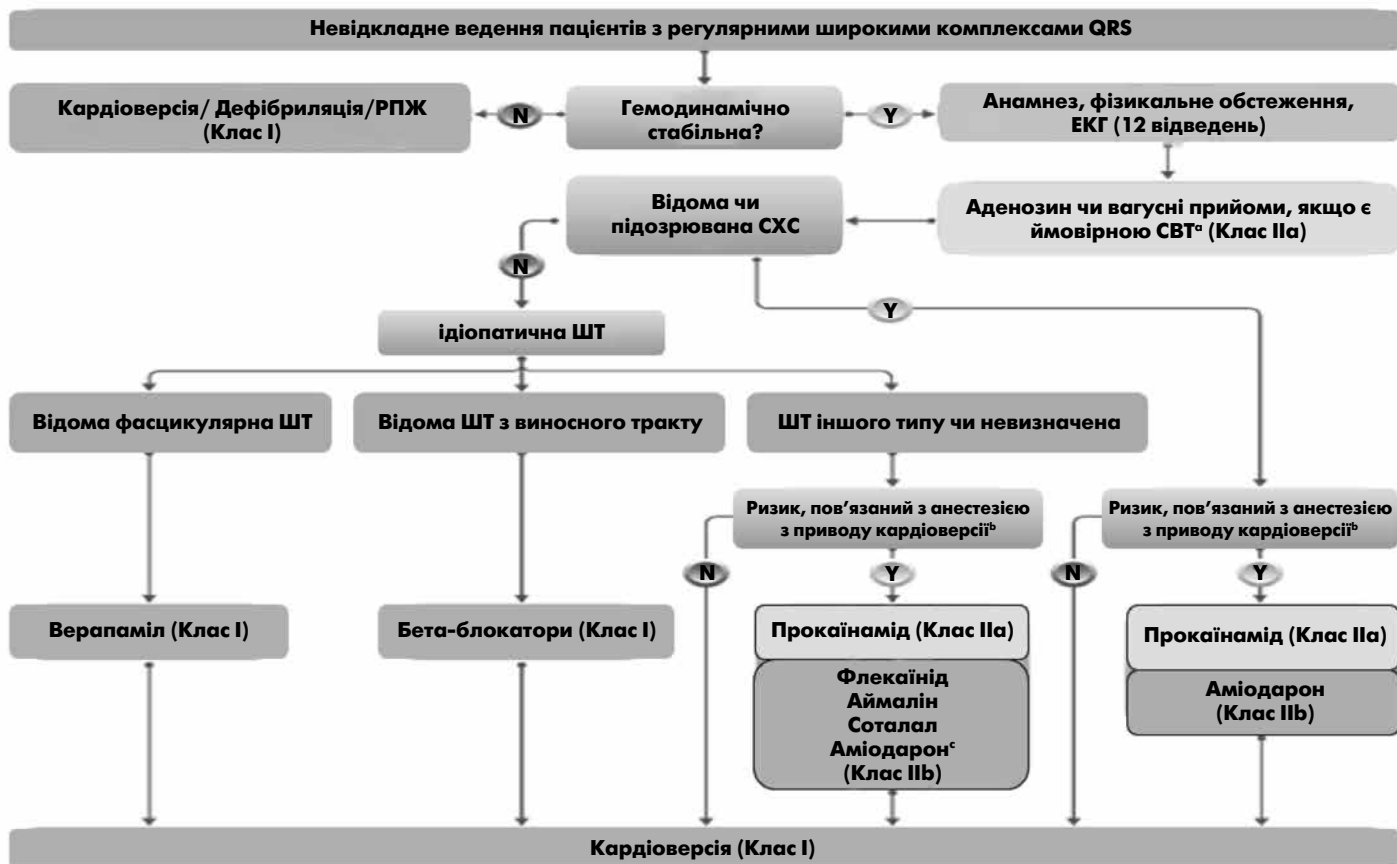 Невідкладне ведення пацієнтів з регулярними широкими комплексами QRS
Кардіоверсія/ Дефібриляція/РПЖ
(Клас I)
N
Гемодинамічно
стабільна?
Y
Анамнез, фізикальне обстеження,
ЕКГ (12 відведень)
Відома чи
підозрювана СХС
Аденозин чи вагусні прийоми, якщо є
ймовірною СВТᵃ (Клас IIa)
N
Y
ідіопатична ШТ
Відома фасцикулярна ШТ
Відома ШТ з виносного тракту
ШТ іншого типу чи невизначена
Ризик, пов’язаний з анестезією
з приводу кардіоверсіїᵇ
Ризик, пов’язаний з анестезією
з приводу кардіоверсіїᵇ
N
Y
N
Y
Верапаміл (Клас I)
Бета-блокатори (Клас I)
Прокаїнамід (Клас IIa)
Флекаїнід
Аймалін
Соталал
Аміодаронᶜ
(Клас IIb)
Прокаїнамід (Клас IIa)
Аміодарон
(Клас IIb)
Кардіоверсія (Клас I)